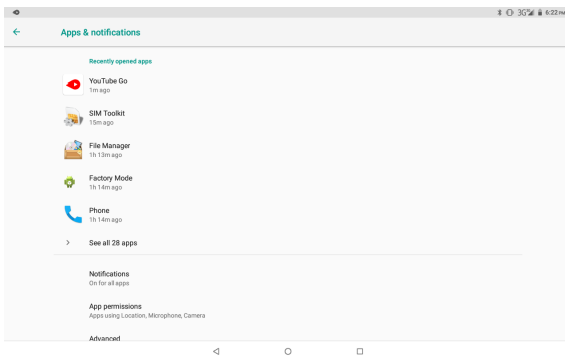 3G 6:22 PM
Apps & notifications
Recently opened apps
YouTube Go
1m ago
SIM Toolkit
15m ago
File Manager
1h 13m ago
Factory Mode
1h 14m ago
Phone
1h 14m ago
See all 28 apps
Notifications
On for all apps
App permissions
Apps using Location, Microphone, Camera
Advanced